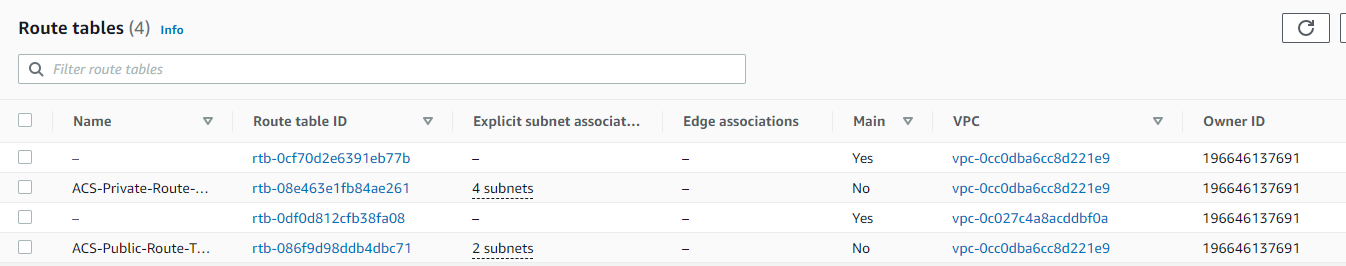 Route tables (4) Info
Filter route tables
Name Route table ID Explicit subnet associat... Edge associations Main VPC Owner ID
– rtb-0cf70d2e6391eb77b – – Yes vpc-0cc0dba6cc8d221e9 196646137691
ACS-Private-Route-... rtb-08e463e1fb84ae261 4 subnets – No vpc-0cc0dba6cc8d221e9 196646137691
– rtb-0df0d812cfb38fa08 – – Yes vpc-0c027c4a8acddbf0a 196646137691
ACS-Public-Route-T... rtb-086f9d98ddb4dbc71 2 subnets – No vpc-0cc0dba6cc8d221e9 196646137691